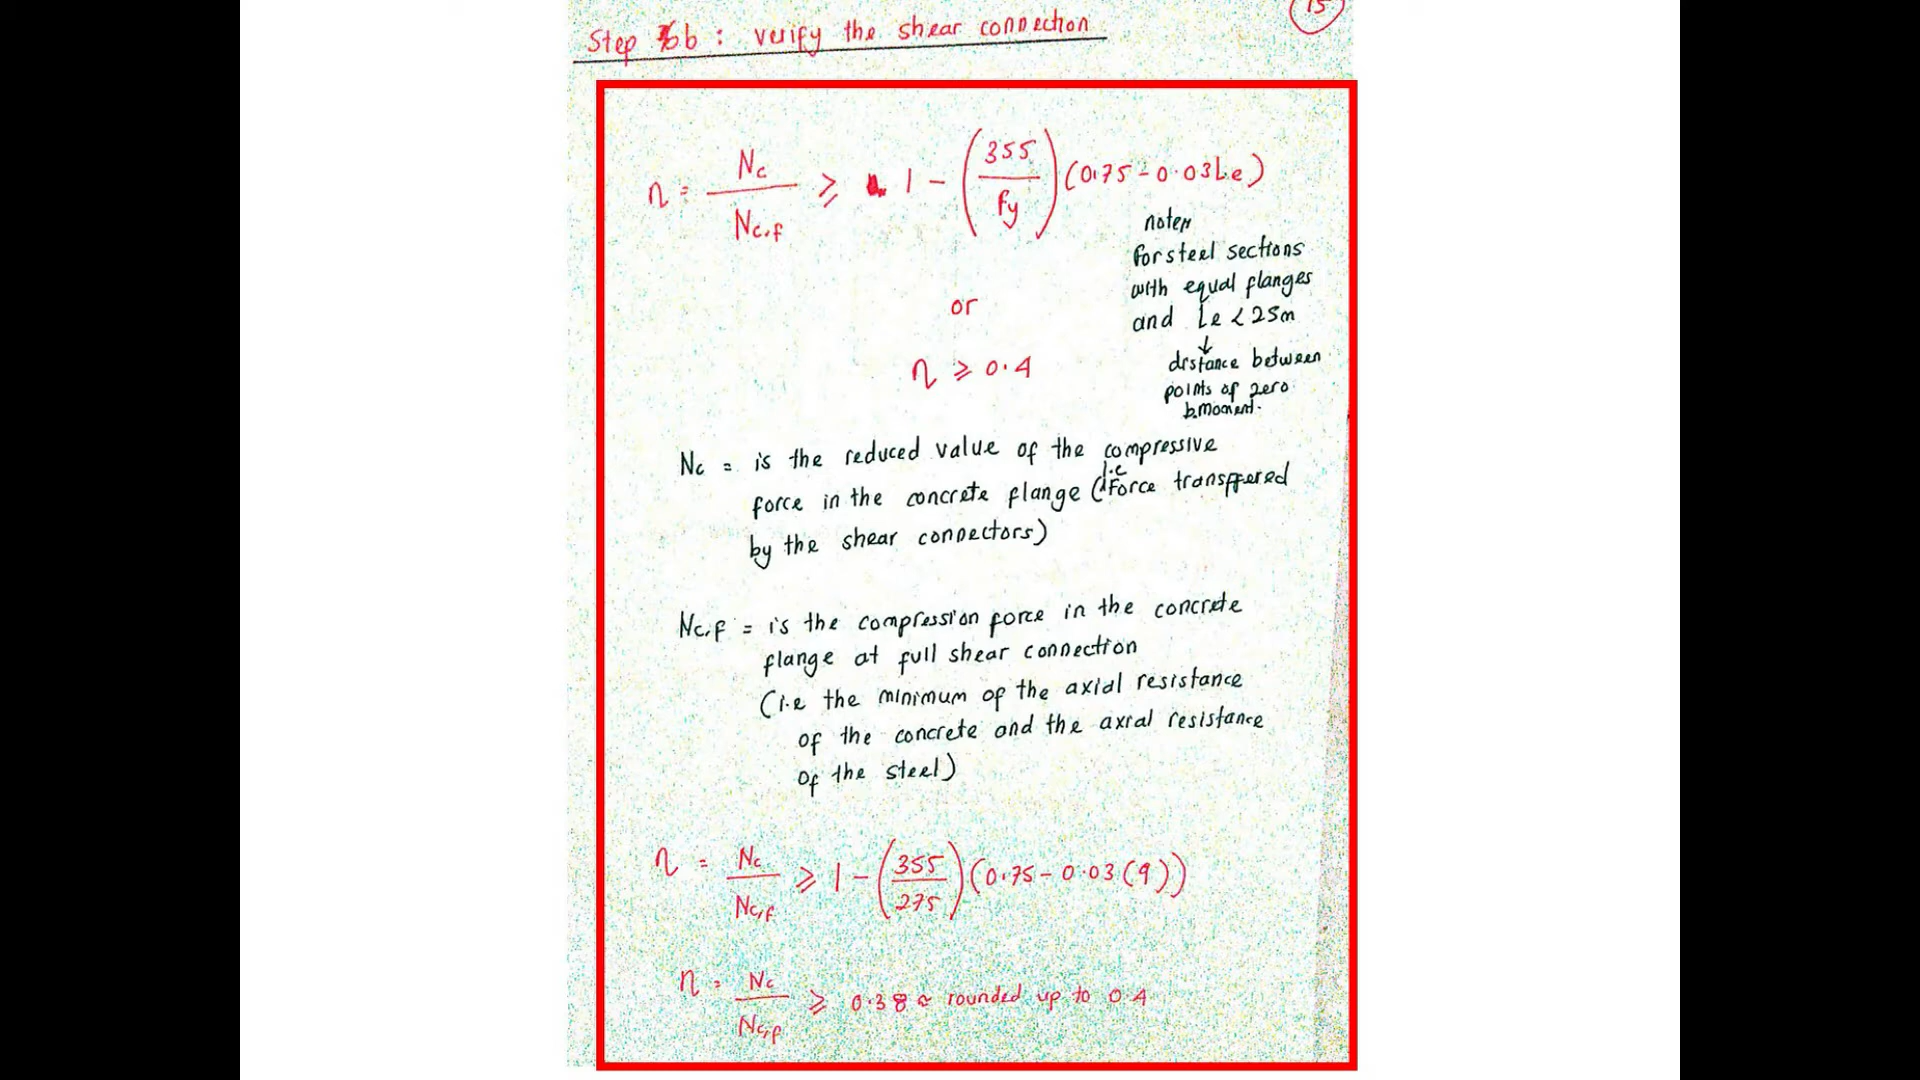 15
Step 6b : verify the shear connection
η = Nc / Nc,f ≥ 1 - (355 / fy) (0.75 - 0.03Le)
note
for steel sections
with equal flanges
and Le < 25m
↓
distance between
points of zero
b.moment.
or
η ≥ 0.4
Nc = is the reduced value of the compressive
force in the concrete flange (i.e Force transffered
by the shear connectors)
Nc,f = is the compression force in the concrete
flange at full shear connection
(i.e the minimum of the axial resistance
of the concrete and the axial resistance
of the steel)
η = Nc / Nc,f ≥ 1 - (355 / 275) (0.75 - 0.03 (9))
η = Nc / Nc,f ≥ 0.38 ≈ rounded up to 0.4